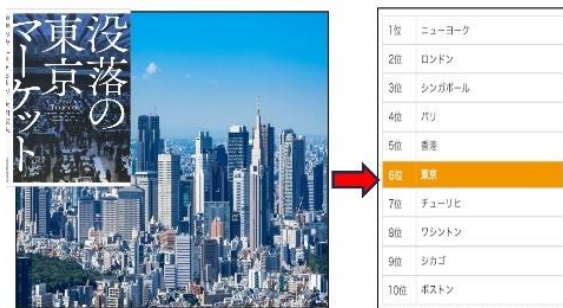 没落の
東京
マーケット
1位 ニューヨーク
2位 ロンドン
3位 シンガポール
4位 パリ
5位 香港
6位 東京
7位 チューリヒ
8位 ワシントン
9位 シカゴ
10位 ボストン